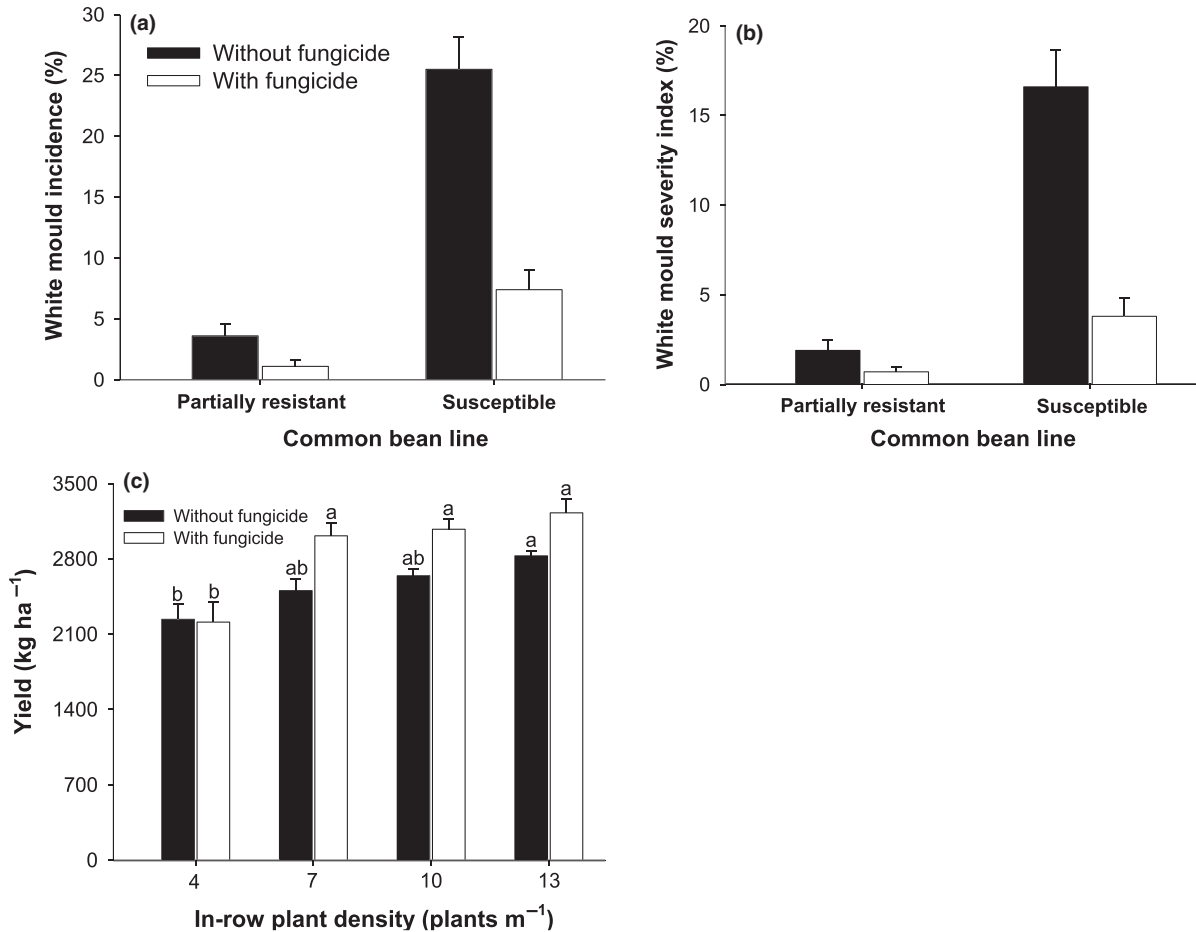 (a)
White mould incidence (%)
30
25
20
15
10
5
0
Without fungicide
With fungicide
Partially resistant
Susceptible
Common bean line
(b)
White mould severity index (%)
20
15
10
5
0
Partially resistant
Susceptible
Common bean line
(c)
Yield (kg ha⁻¹)
3500
2800
2100
1400
700
0
Without fungicide
With fungicide
b b ab a ab a a a
4 7 10 13
In-row plant density (plants m⁻¹)